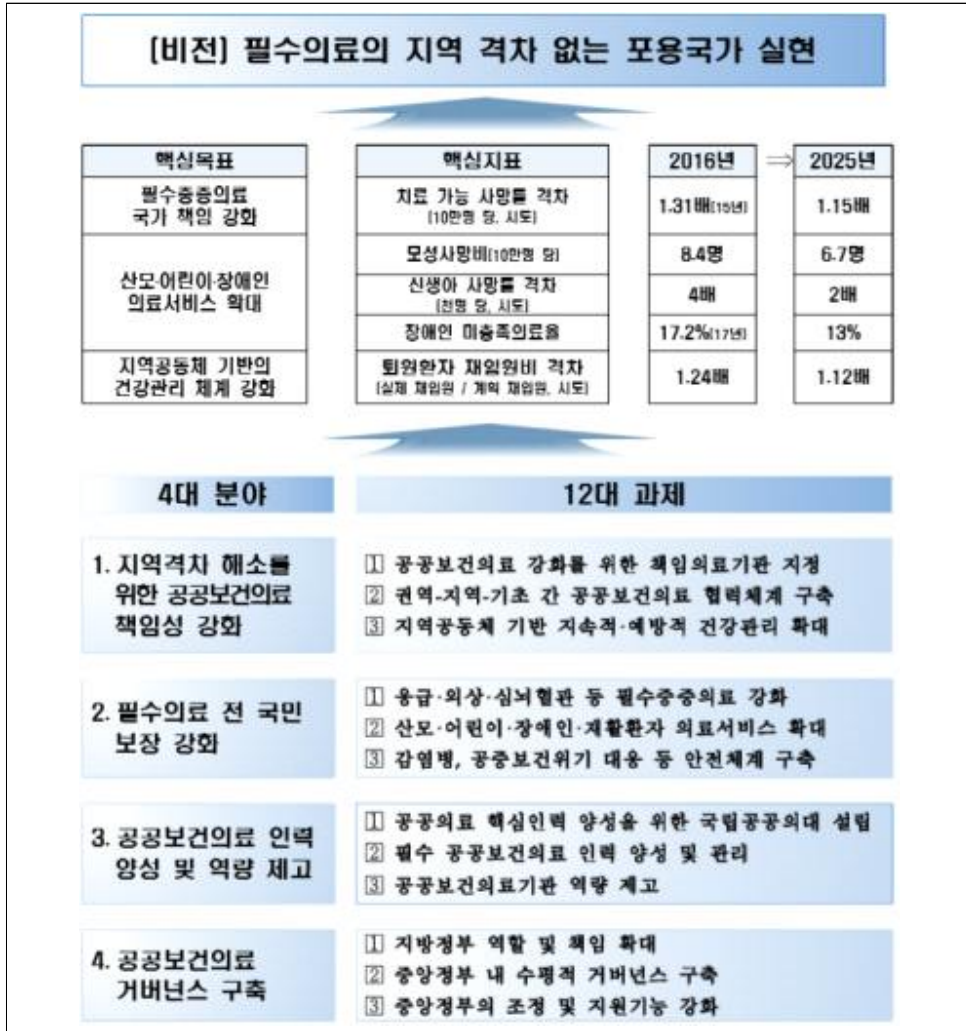 [비전] 필수의료의 지역 격차 없는 포용국가 실현
핵심목표 핵심지표 2016년 ⇒ 2025년
필수중증의료
국가 책임 강화
치료 가능 사망률 격차
(10만명 당, 시도)
1.31배(15년) 1.15배
산모·어린이·장애인
의료서비스 확대
모성사망비(10만명 당) 8.4명 6.7명
신생아 사망률 격차
(천명 당, 시도)
4배 2배
장애인 미충족의료율 17.2%(17년) 13%
지역공동체 기반의
건강관리 체계 강화
퇴원환자 재입원비 격차
(실제 재입원 / 계획 재입원, 시도)
1.24배 1.12배
4대 분야 12대 과제
1. 지역격차 해소를
위한 공공보건의료
책임성 강화
1 공공보건의료 강화를 위한 책임의료기관 지정
2 권역-지역-기초 간 공공보건의료 협력체계 구축
3 지역공동체 기반 지속적·예방적 건강관리 확대
2. 필수의료 전 국민
보장 강화
1 응급·외상·심뇌혈관 등 필수중증의료 강화
2 산모·어린이·장애인·재활환자 의료서비스 확대
3 감염병, 공중보건위기 대응 등 안전체계 구축
3. 공공보건의료 인력
양성 및 역량 제고
1 공공의료 핵심인력 양성을 위한 국립공공의대 설립
2 필수 공공보건의료 인력 양성 및 관리
3 공공보건의료기관 역량 제고
4. 공공보건의료
거버넌스 구축
1 지방정부 역할 및 책임 확대
2 중앙정부 내 수평적 거버넌스 구축
3 중앙정부의 조정 및 지원기능 강화